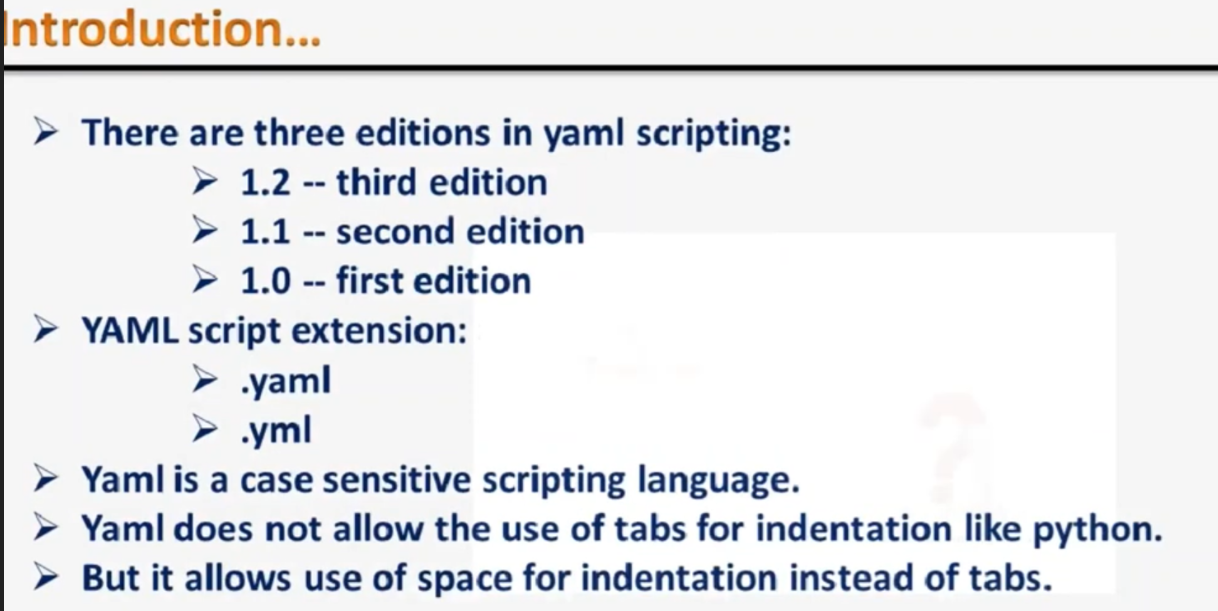 Introduction...
➢ There are three editions in yaml scripting:
➢ 1.2 -- third edition
➢ 1.1 -- second edition
➢ 1.0 -- first edition
➢ YAML script extension:
➢ .yaml
➢ .yml
➢ Yaml is a case sensitive scripting language.
➢ Yaml does not allow the use of tabs for indentation like python.
➢ But it allows use of space for indentation instead of tabs.